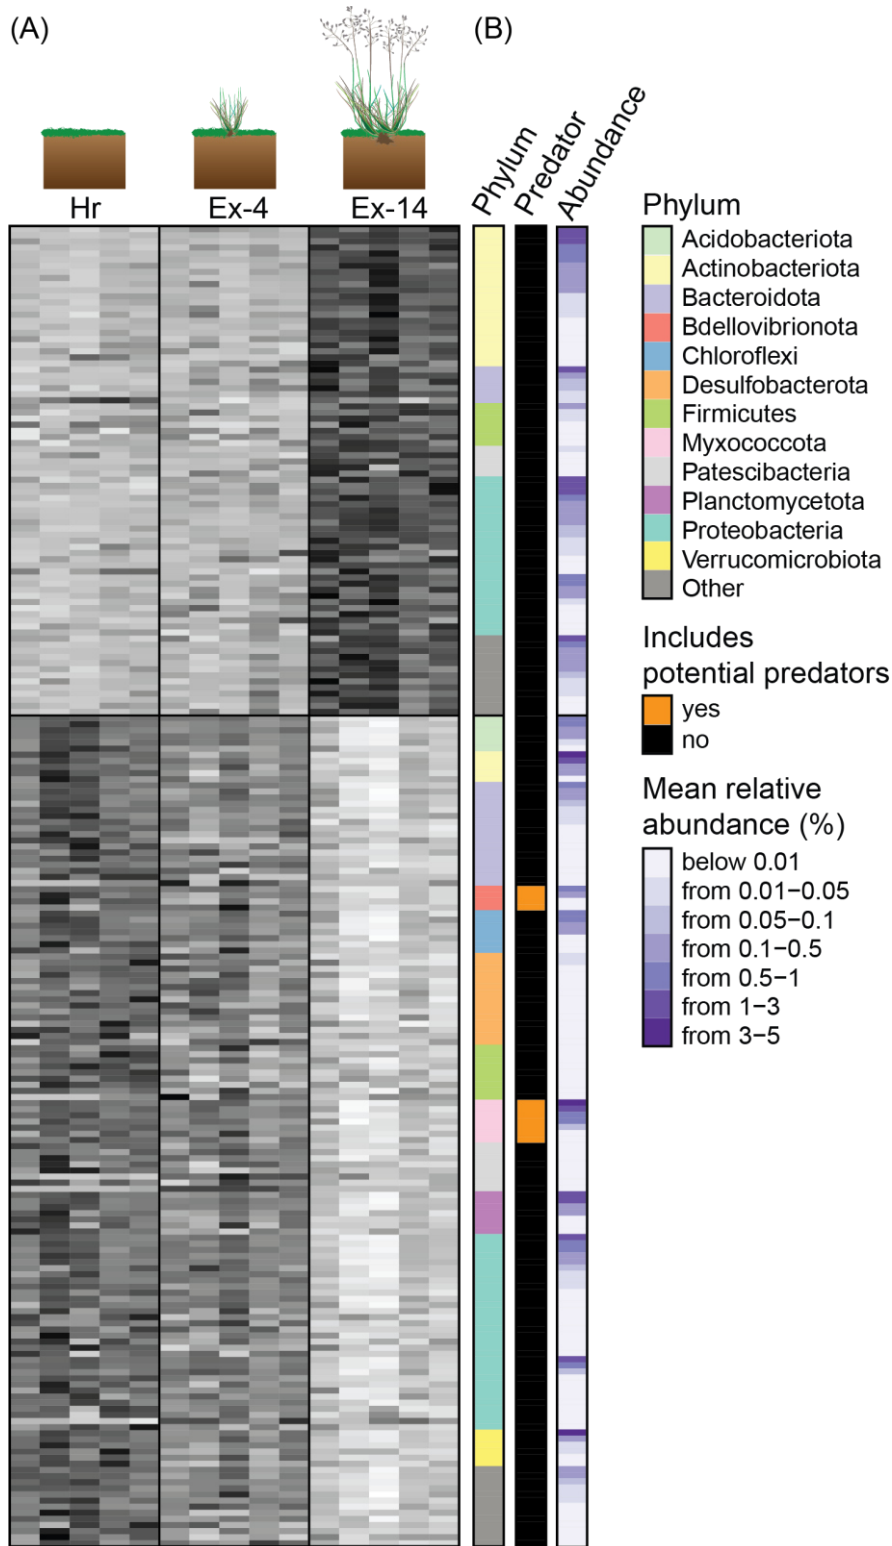 (A)
(B)
Hr
Ex-4
Ex-14
Phylum
Predator
Abundance
Phylum
Acidobacteriota
Actinobacteriota
Bacteroidota
Bdellovibrionota
Chloroflexi
Desulfobacterota
Firmicutes
Myxococcota
Patescibacteria
Planctomycetota
Proteobacteria
Verrucomicrobiota
Other
Includes
potential predators
yes
no
Mean relative
abundance (%)
below 0.01
from 0.01–0.05
from 0.05–0.1
from 0.1–0.5
from 0.5–1
from 1–3
from 3–5